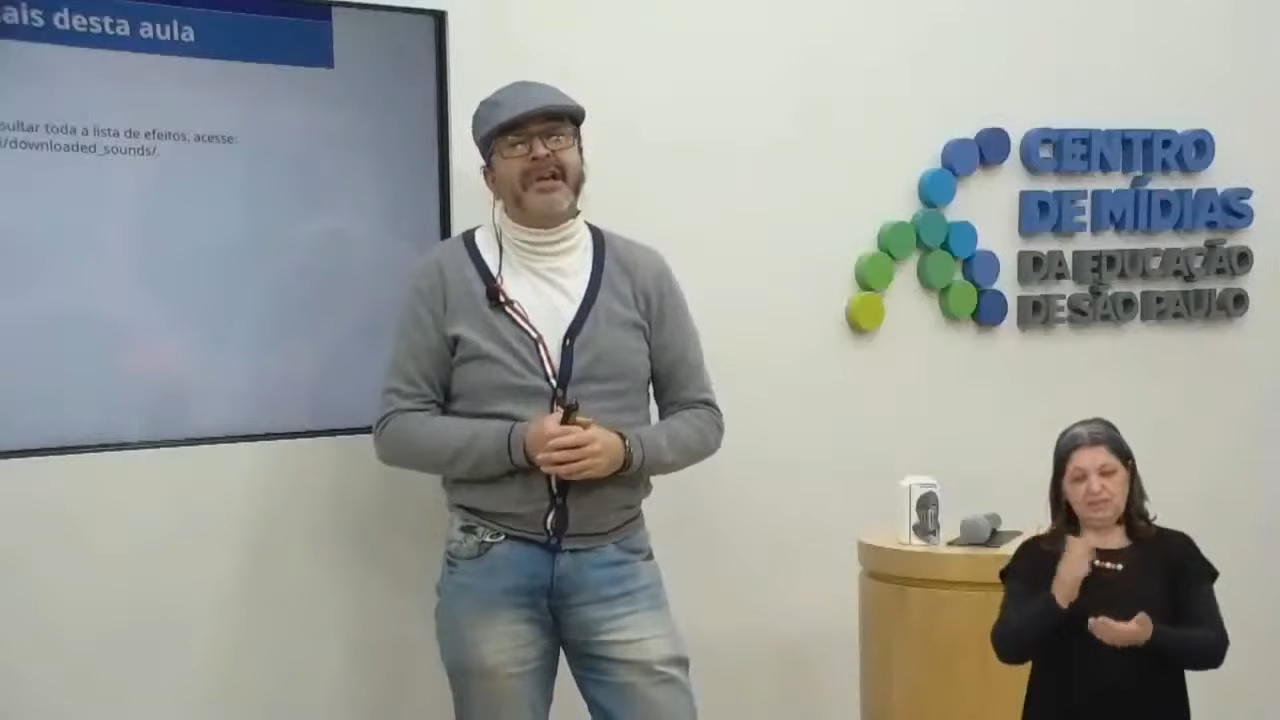 ais desta aula
sultar toda a lista de efeitos, acesse:
/downloaded_sounds/.
CENTRO
DE MÍDIAS
DA EDUCAÇÃO
DE SÃO PAULO